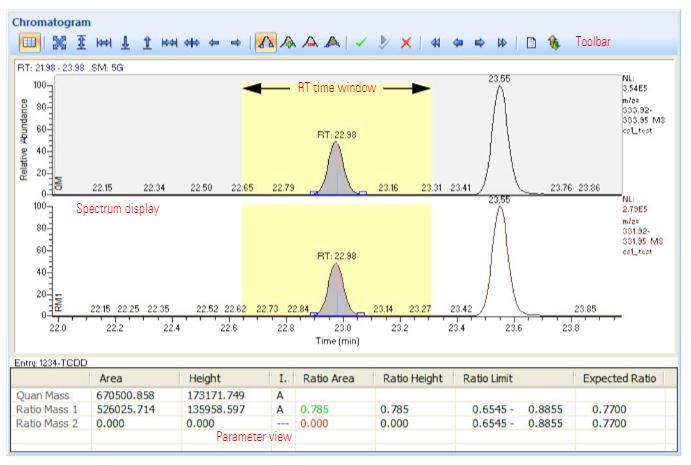 Chromatogram
Toolbar
RT: 21.98 - 23.98 SM: 5G
RT time window
23.55
NL:
3.54E5
m/z=
333.92-
333.95 MS
cs1_test
100
80
60
40
20
0
Relative Abundance
QM
RT: 22.98
22.15 22.34 22.50 22.65 22.79 23.16 23.31 23.41 23.76 23.86
Spectrum display
23.55
NL:
2.79E5
m/z=
331.92-
331.95 MS
cs1_test
100
80
60
40
20
0
RM1
RT: 22.98
22.15 22.25 22.35 22.52 22.62 22.73 22.84 23.14 23.27 23.42 23.85
22.0 22.2 22.4 22.6 22.8 23.0 23.2 23.4 23.6 23.8
Time (min)
Entry: 1234-TCDD
Area Height I. Ratio Area Ratio Height Ratio Limit Expected Ratio
Quan Mass 670500.858 173171.749 A
Ratio Mass 1 526025.714 135958.597 A 0.785 0.785 0.6545 - 0.8855 0.7700
Ratio Mass 2 0.000 0.000 --- 0.000 0.000 0.6545 - 0.8855 0.7700
Parameter view